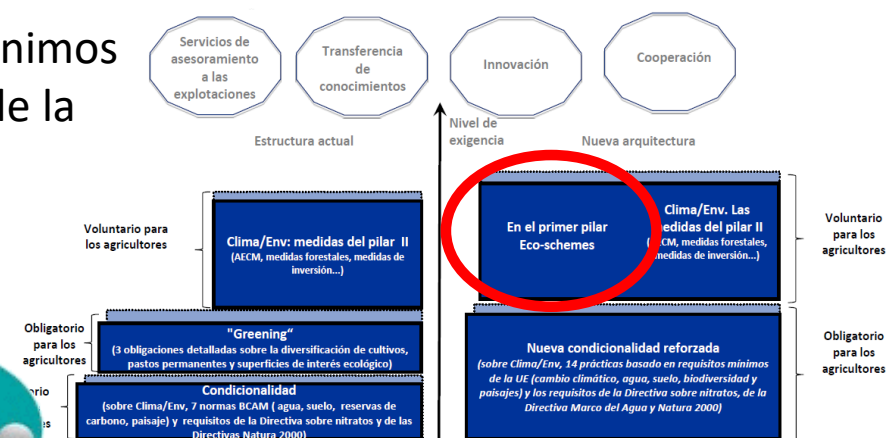 nimos
de la
Servicios de
asesoramiento
a las
explotaciones
Transferencia
de
conocimientos
Innovación
Cooperación
Estructura actual
Nivel de
exigencia
Nueva arquitectura
Voluntario para
los agricultores
Clima/Env: medidas del pilar II
(AECM, medidas forestales, medidas de
inversión...)
En el primer pilar
Eco-schemes
Clima/Env. Las
medidas del pilar II
(AECM, medidas forestales,
medidas de inversión...)
Voluntario
para los
agricultores
Obligatorio
para los
agricultores
"Greening“
(3 obligaciones detalladas sobre la diversificación de cultivos,
pastos permanentes y superficies de interés ecológico)
Nueva condicionalidad reforzada
(sobre Clima/Env, 14 prácticas basado en requisitos mínimos
de la UE (cambio climático, agua, suelo, biodiversidad y
paisajes) y los requisitos de la Directiva sobre nitratos, de la
Directiva Marco del Agua y Natura 2000)
Obligatorio
para los
agricultores
Condicionalidad
(sobre Clima/Env, 7 normas BCAM ( agua, suelo, reservas de
carbono, paisaje) y requisitos de la Directiva sobre nitratos y de las
Directivas Natura 2000)